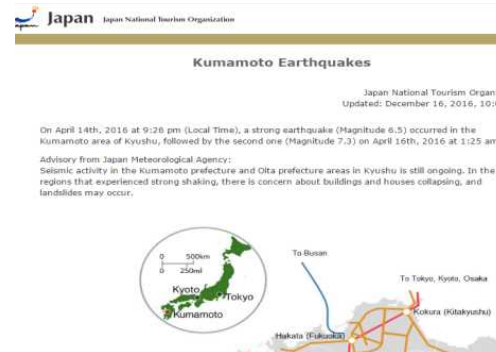 Japan Japan National Tourism Organization
Kumamoto Earthquakes
Japan National Tourism Organ
Updated: December 16, 2016, 10:0
On April 14th, 2016 at 9:26 pm (Local Time), a strong earthquake (Magnitude 6.5) occurred in the
Kumamoto area of Kyushu, followed by the second one (Magnitude 7.3) on April 16th, 2016 at 1:25 am
Advisory from Japan Meteorological Agency:
Seismic activity in the Kumamoto prefecture and Oita prefecture areas in Kyushu is still ongoing. In the
regions that experienced strong shaking, there is concern about buildings and houses collapsing, and
landslides may occur.
0 500km
0 250mil
Kyoto
Tokyo
Kumamoto
To Busan
To Tokyo, Kyoto, Osaka
Kokura (Kitakyushu)
Hakata (Fukuoka)